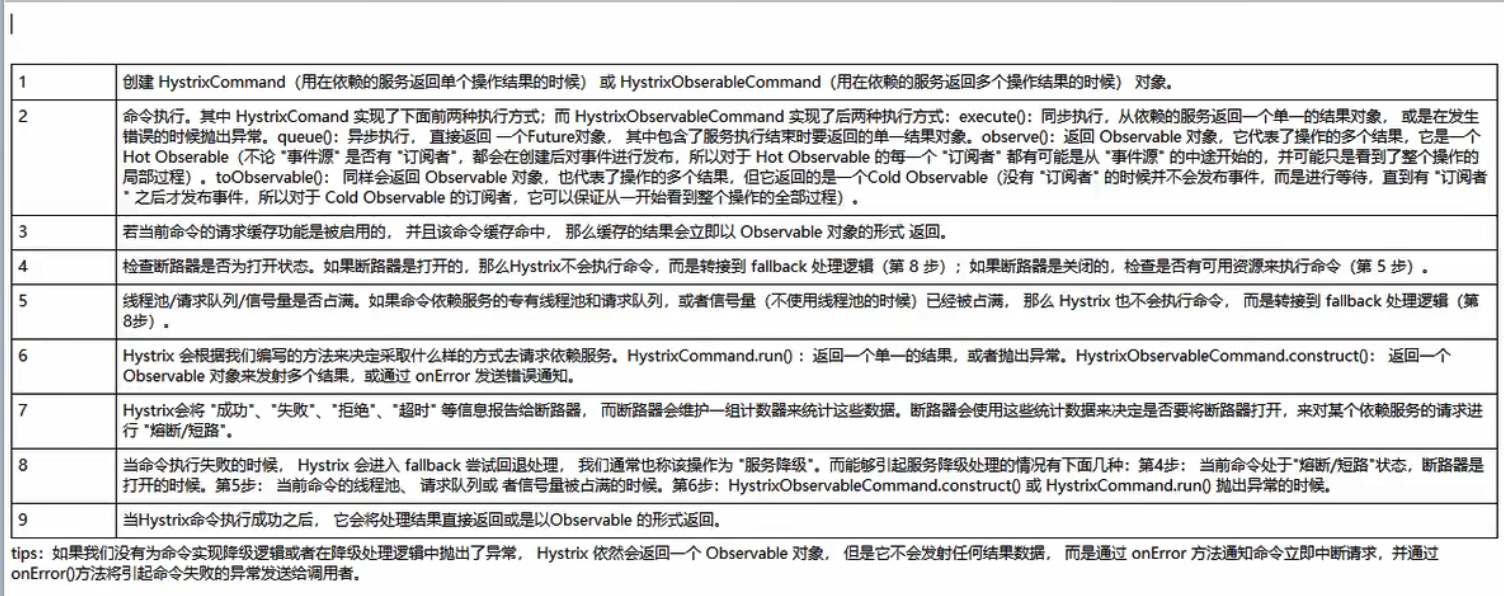 1 创建 HystrixCommand（用在依赖的服务返回单个操作结果的时候） 或 HystrixObserableCommand（用在依赖的服务返回多个操作结果的时候） 对象。
2 命令执行。其中 HystrixComand 实现了下面前两种执行方式；而 HystrixObservableCommand 实现了后两种执行方式：execute()：同步执行，从依赖的服务返回一个单一的结果对象， 或是在发生
错误的时候抛出异常。queue()：异步执行， 直接返回 一个Future对象， 其中包含了服务执行结束时要返回的单一结果对象。observe()：返回 Observable 对象，它代表了操作的多个结果，它是一个
Hot Obserable（不论 "事件源" 是否有 "订阅者"，都会在创建后对事件进行发布，所以对于 Hot Observable 的每一个 "订阅者" 都有可能是从 "事件源" 的中途开始的，并可能只是看到了整个操作的
局部过程）。toObservable()： 同样会返回 Observable 对象，也代表了操作的多个结果，但它返回的是一个Cold Observable（没有 "订阅者" 的时候并不会发布事件，而是进行等待，直到有 "订阅者
" 之后才发布事件，所以对于 Cold Observable 的订阅者，它可以保证从一开始看到整个操作的全部过程）。
3 若当前命令的请求缓存功能是被启用的， 并且该命令缓存命中， 那么缓存的结果会立即以 Observable 对象的形式 返回。
4 检查断路器是否为打开状态。如果断路器是打开的，那么Hystrix不会执行命令，而是转接到 fallback 处理逻辑（第 8 步）；如果断路器是关闭的，检查是否有可用资源来执行命令（第 5 步）。
5 线程池/请求队列/信号量是否占满。如果命令依赖服务的专有线程池和请求队列，或者信号量（不使用线程池的时候）已经被占满， 那么 Hystrix 也不会执行命令， 而是转接到 fallback 处理逻辑（第
8步）。
6 Hystrix 会根据我们编写的方法来决定采取什么样的方式去请求依赖服务。HystrixCommand.run() ：返回一个单一的结果，或者抛出异常。HystrixObservableCommand.construct()： 返回一个
Observable 对象来发射多个结果，或通过 onError 发送错误通知。
7 Hystrix会将 "成功"、"失败"、"拒绝"、"超时" 等信息报告给断路器， 而断路器会维护一组计数器来统计这些数据。断路器会使用这些统计数据来决定是否要将断路器打开，来对某个依赖服务的请求进
行 "熔断/短路"。
8 当命令执行失败的时候， Hystrix 会进入 fallback 尝试回退处理， 我们通常也称该操作为 "服务降级"。而能够引起服务降级处理的情况有下面几种：第4步： 当前命令处于"熔断/短路"状态，断路器是
打开的时候。第5步： 当前命令的线程池、 请求队列或 者信号量被占满的时候。第6步：HystrixObservableCommand.construct() 或 HystrixCommand.run() 抛出异常的时候。
9 当Hystrix命令执行成功之后， 它会将处理结果直接返回或是以Observable 的形式返回。
tips：如果我们没有为命令实现降级逻辑或者在降级处理逻辑中抛出了异常， Hystrix 依然会返回一个 Observable 对象， 但是它不会发射任何结果数据， 而是通过 onError 方法通知命令立即中断请求，并通过
onError()方法将引起命令失败的异常发送给调用者。